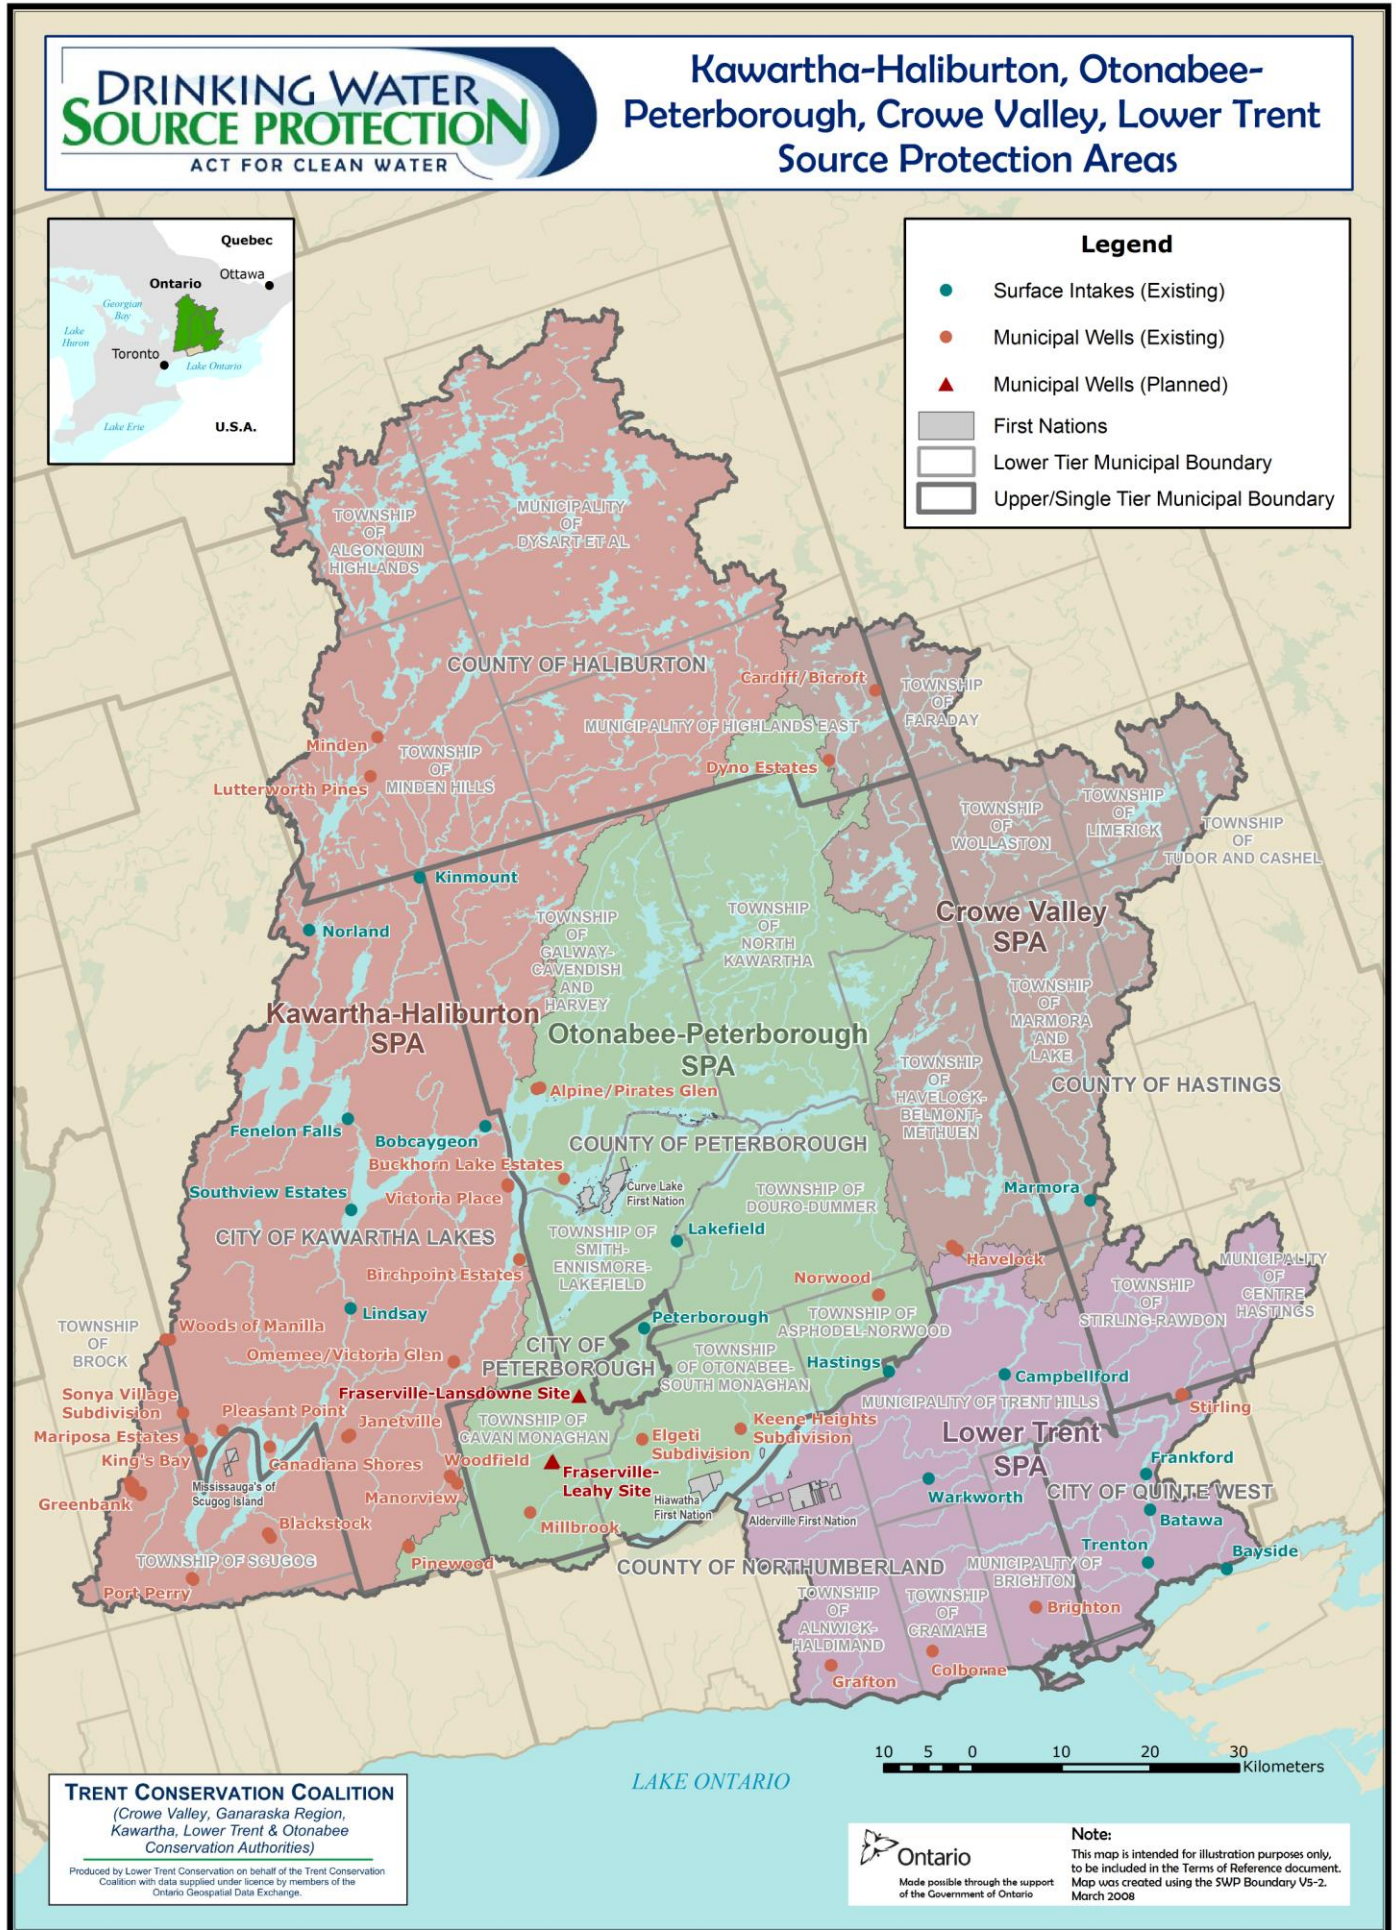 DRINKING WATER
SOURCE PROTECTION
ACT FOR CLEAN WATER
Kawartha-Haliburton, Otonabee-
Peterborough, Crowe Valley, Lower Trent
Source Protection Areas
Quebec
Ottawa
Ontario
Georgian
Bay
Lake
Huron
Toronto
Lake Ontario
Lake Erie
U.S.A.
Legend
Surface Intakes (Existing)
Municipal Wells (Existing)
Municipal Wells (Planned)
First Nations
Lower Tier Municipal Boundary
Upper/Single Tier Municipal Boundary
TOWNSHIP
OF
ALGONQUIN
HIGHLANDS
MUNICIPALITY
OF
DYSART ET AL
COUNTY OF HALIBURTON
Cardiff/Bicroft
TOWNSHIP
OF
FARADAY
MUNICIPALITY OF HIGHLANDS EAST
Minden
TOWNSHIP
OF
MINDEN HILLS
Lutterworth Pines
Dyno Estates
TOWNSHIP
OF
WOLLASTON
TOWNSHIP
OF
LIMERICK
TOWNSHIP
OF
TUDOR AND CASHEL
Kinmount
Norland
TOWNSHIP
OF
GALWAY-
CAVENDISH
AND
HARVEY
TOWNSHIP
OF
NORTH
KAWARTHA
Crowe Valley
SPA
TOWNSHIP
OF
MARMORA
AND
LAKE
Kawartha-Haliburton
SPA
Otonabee-Peterborough
SPA
TOWNSHIP
OF
HAVELOCK-
BELMONT-
METHUEN
COUNTY OF HASTINGS
Alpine/Pirates Glen
Fenelon Falls
Bobcaygeon
COUNTY OF PETERBOROUGH
Buckhorn Lake Estates
Southview Estates
Victoria Place
Curve Lake
First Nation
TOWNSHIP OF
DOURO-DUMMER
Marmora
CITY OF KAWARTHA LAKES
TOWNSHIP OF
SMITH-
ENNISMORE-
LAKEFIELD
Lakefield
Birchpoint Estates
Norwood
Havelock
TOWNSHIP
OF
STIRLING-RAWDON
MUNICIPALITY
OF
CENTRE
HASTINGS
Lindsay
TOWNSHIP
OF
BROCK
Woods of Manilla
Peterborough
TOWNSHIP OF
ASPHODEL-NORWOOD
CITY OF
PETERBOROUGH
TOWNSHIP
OF OTONABEE-
SOUTH MONAGHAN
Omemee/Victoria Glen
Hastings
Campbellford
Fraserville-Lansdowne Site
MUNICIPALITY OF TRENT HILLS
Sonya Village
Subdivision
Pleasant Point
Janetville
TOWNSHIP OF
CAVAN MONAGHAN
Keene Heights
Subdivision
Stirling
Mariposa Estates
King's Bay
Canadiana Shores
Woodfield
Elgeti
Subdivision
Lower Trent
SPA
Frankford
Mississauga's of
Scugog Island
Fraserville-
Leahy Site
Greenbank
Manorview
Hiawatha
First Nation
Alderville First Nation
Warkworth
CITY OF QUINTE WEST
Batawa
Blackstock
Millbrook
Trenton
Bayside
TOWNSHIP OF SCUGOG
Pinewood
COUNTY OF NORTHUMBERLAND
MUNICIPALITY OF
BRIGHTON
Port Perry
TOWNSHIP
OF
ALNWICK-
HALDIMAND
TOWNSHIP
OF
CRAMAHE
Brighton
Grafton
Colborne
LAKE ONTARIO
10 5 0 10 20 30
Kilometers
TRENT CONSERVATION COALITION
(Crowe Valley, Ganaraska Region,
Kawartha, Lower Trent & Otonabee
Conservation Authorities)
Produced by Lower Trent Conservation on behalf of the Trent Conservation
Coalition with data supplied under licence by members of the
Ontario Geospatial Data Exchange.
Ontario
Made possible through the support
of the Government of Ontario
Note:
This map is intended for illustration purposes only,
to be included in the Terms of Reference document.
Map was created using the SWP Boundary V5-2.
March 2008